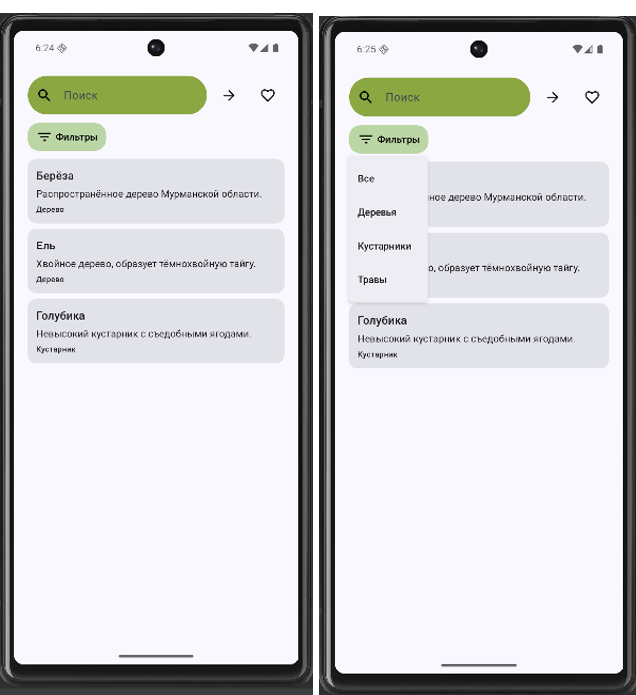 6:24
Поиск
Фильтры
Берёза
Распространённое дерево Мурманской области.
Дерево
Ель
Хвойное дерево, образует тёмнохвойную тайгу.
Дерево
Голубика
Невысокий кустарник с съедобными ягодами.
Кустарник
6:25
Поиск
Фильтры
Все
Деревья
Кустарники
Травы
ное дерево Мурманской области.
о, образует тёмнохвойную тайгу.
Голубика
Невысокий кустарник с съедобными ягодами.
Кустарник